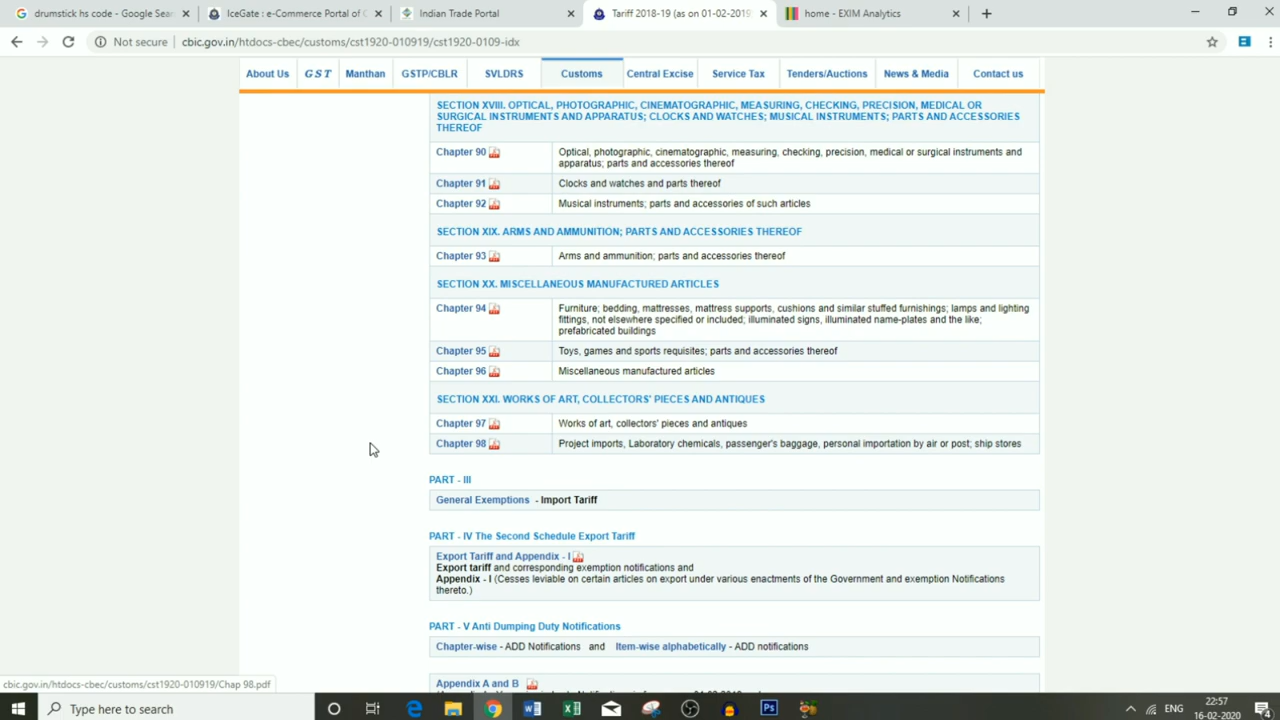 drumstick hs code - Google Sear
IceGate : e-Commerce Portal of C
Indian Trade Portal
Tariff 2018-19 (as on 01-02-2019
home - EXIM Analytics
Not secure
cbic.gov.in/htdocs-cbec/customs/cst1920-010919/cst1920-0109-idx
About Us
GST
Manthan
GSTP/CBLR
SVLDRS
Customs
Central Excise
Service Tax
Tenders/Auctions
News & Media
Contact us
SECTION XVIII. OPTICAL, PHOTOGRAPHIC, CINEMATOGRAPHIC, MEASURING, CHECKING, PRECISION, MEDICAL OR
SURGICAL INSTRUMENTS AND APPARATUS; CLOCKS AND WATCHES; MUSICAL INSTRUMENTS; PARTS AND ACCESSORIES
THEREOF
Chapter 90
Optical, photographic, cinematographic, measuring, checking, precision, medical or surgical instruments and
apparatus; parts and accessories thereof
Chapter 91
Clocks and watches and parts thereof
Chapter 92
Musical instruments; parts and accessories of such articles
SECTION XIX. ARMS AND AMMUNITION; PARTS AND ACCESSORIES THEREOF
Chapter 93
Arms and ammunition; parts and accessories thereof
SECTION XX. MISCELLANEOUS MANUFACTURED ARTICLES
Chapter 94
Furniture; bedding, mattresses, mattress supports, cushions and similar stuffed furnishings; lamps and lighting
fittings, not elsewhere specified or included; illuminated signs, illuminated name-plates and the like;
prefabricated buildings
Chapter 95
Toys, games and sports requisites; parts and accessories thereof
Chapter 96
Miscellaneous manufactured articles
SECTION XXI. WORKS OF ART, COLLECTORS' PIECES AND ANTIQUES
Chapter 97
Works of art, collectors' pieces and antiques
Chapter 98
Project imports, Laboratory chemicals, passenger's baggage, personal importation by air or post; ship stores
PART - III
General Exemptions - Import Tariff
PART - IV The Second Schedule Export Tariff
Export Tariff and Appendix - I
Export tariff and corresponding exemption notifications and
Appendix - I (Cesses leviable on certain articles on export under various enactments of the Government and exemption Notifications
thereto.)
PART - V Anti Dumping Duty Notifications
Chapter-wise - ADD Notifications and Item-wise alphabetically - ADD notifications
Appendix A and B
cbic.gov.in/htdocs-cbec/customs/cst1920-010919/Chap 98.pdf
Type here to search
ENG
22:57
16-02-2020
4